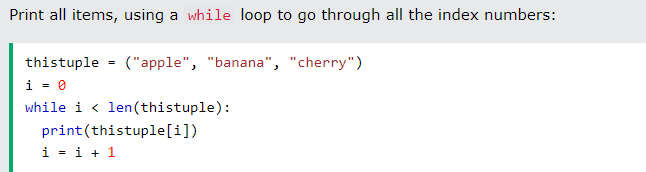 Print all items, using a while loop to go through all the index numbers:
thistuple = ("apple", "banana", "cherry")
i = 0
while i < len(thistuple):
  print(thistuple[i])
  i = i + 1